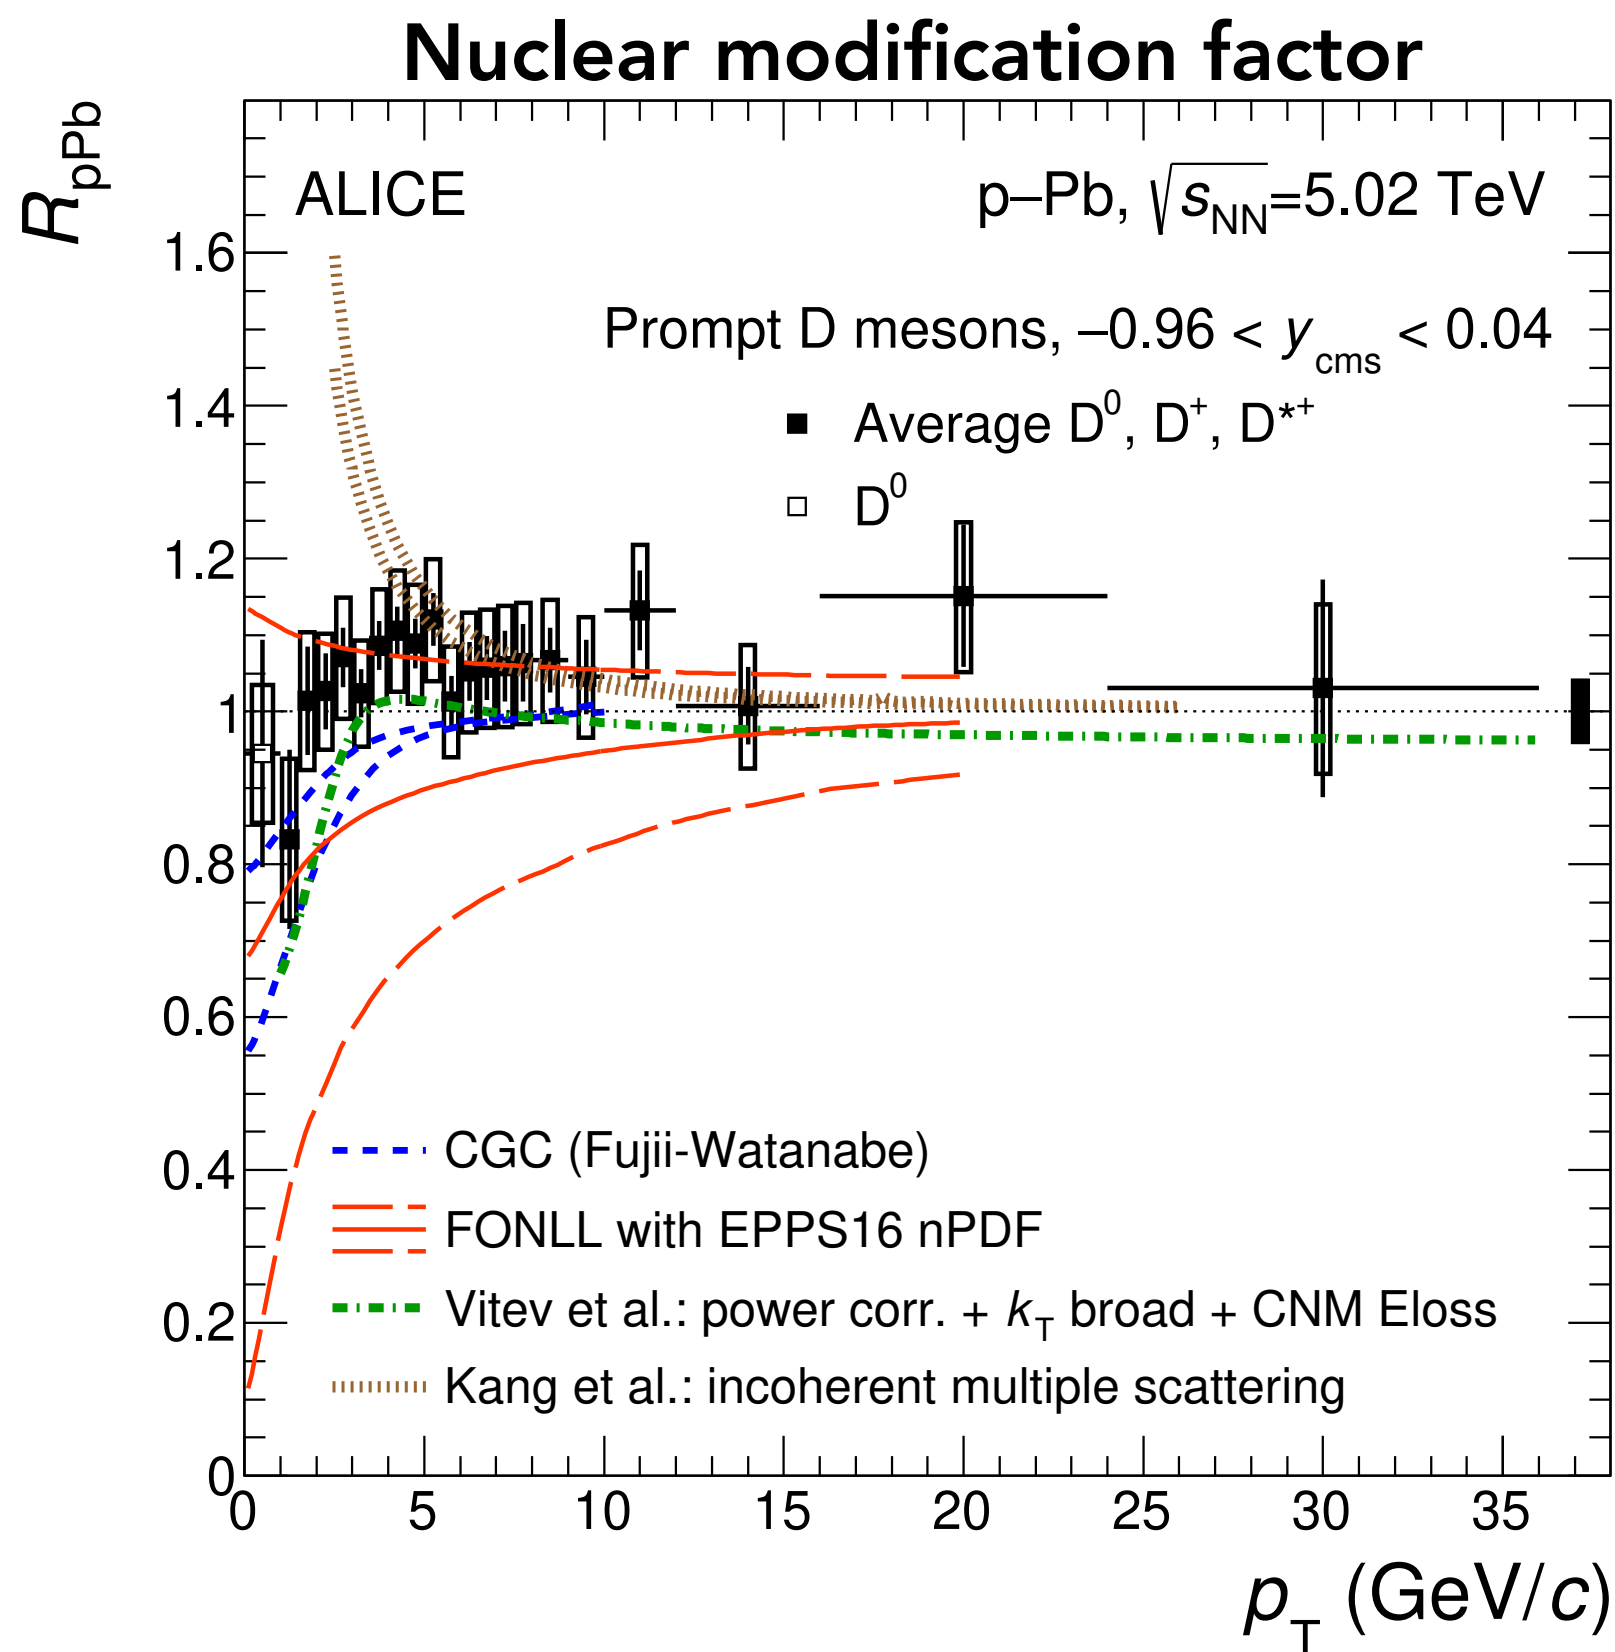 Nuclear modification factor
R_pPb
ALICE
p–Pb, √s_NN=5.02 TeV
Prompt D mesons, –0.96 < y_cms < 0.04
Average D⁰, D⁺, D*⁺
D⁰
1.6
1.4
1.2
1
0.8
0.6
0.4
0.2
0
CGC (Fujii-Watanabe)
FONLL with EPPS16 nPDF
Vitev et al.: power corr. + k_T broad + CNM Eloss
Kang et al.: incoherent multiple scattering
0 5 10 15 20 25 30 35
p_T (GeV/c)